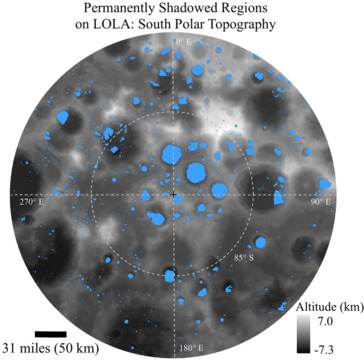 Permanently Shadowed Regions
on LOLA: South Polar Topography
0° E
270° E
90° E
85° S
Altitude (km)
7.0
-7.3
31 miles (50 km)
180° E